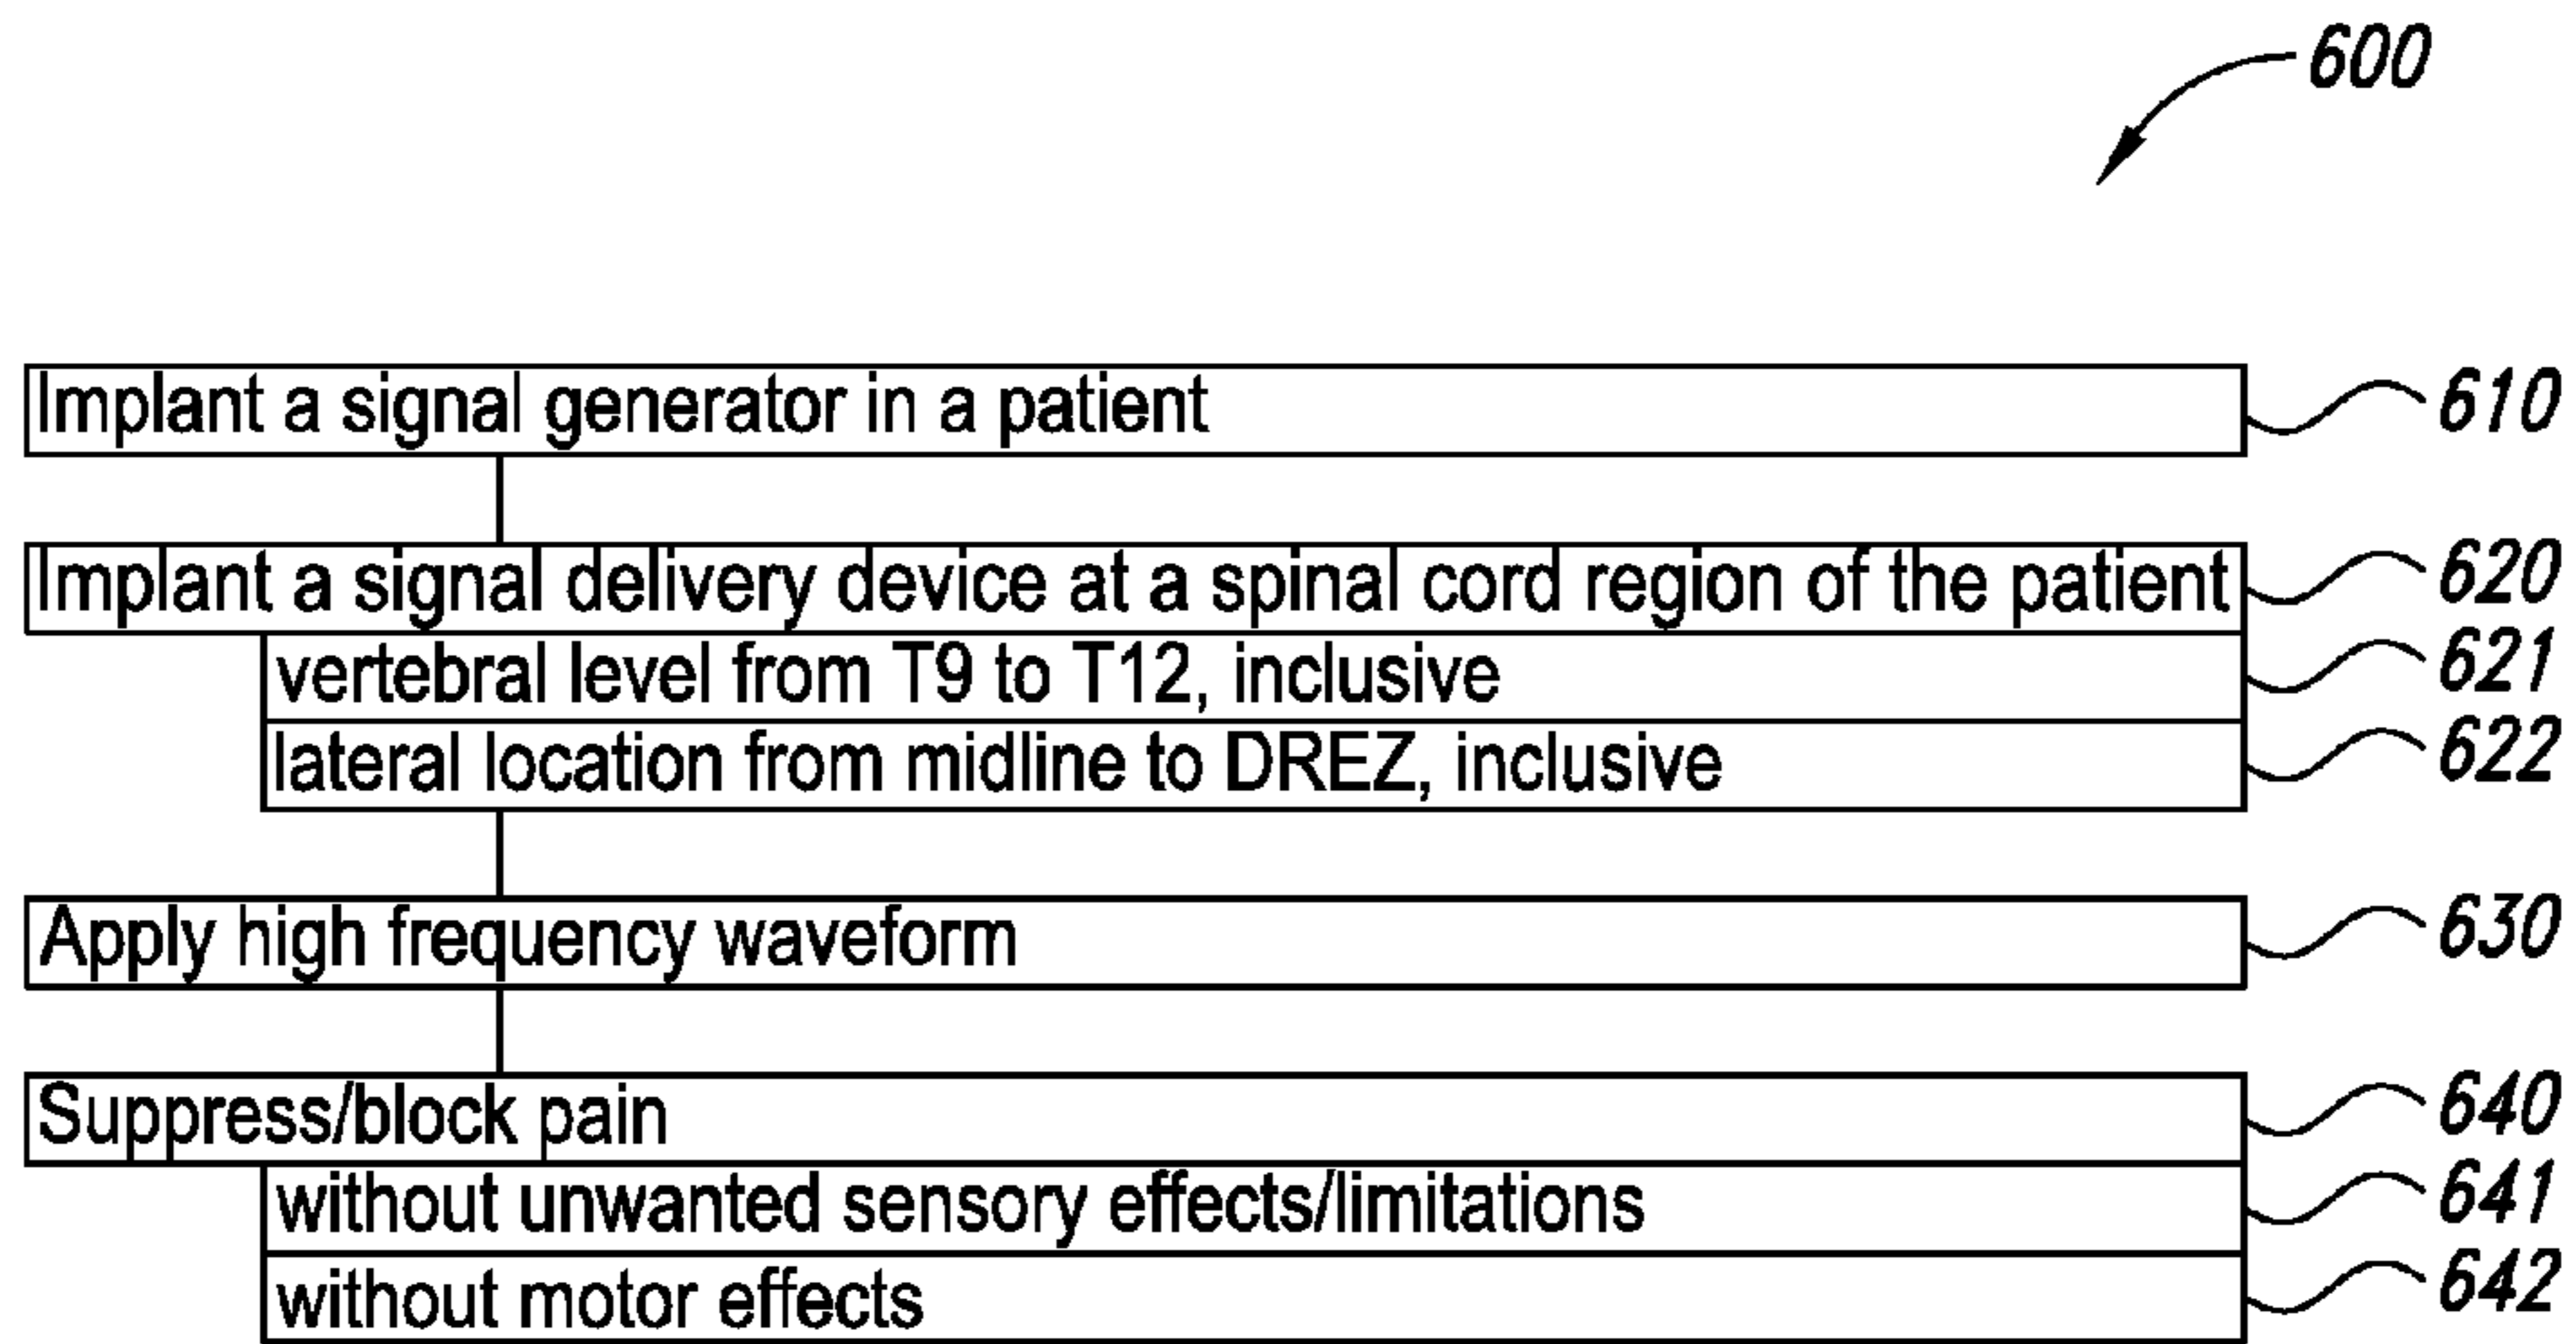 600
Implant a signal generator in a patient 610
Implant a signal delivery device at a spinal cord region of the patient 620
vertebral level from T9 to T12, inclusive 621
lateral location from midline to DREZ, inclusive 622
Apply high frequency waveform 630
Suppress/block pain 640
without unwanted sensory effects/limitations 641
without motor effects 642